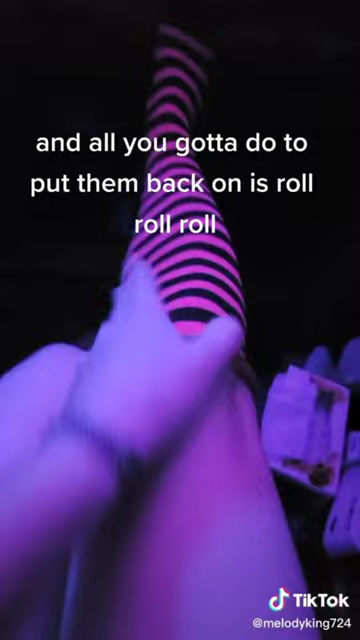 and all you gotta do to
put them back on is roll
roll roll
TikTok
@melodyking724